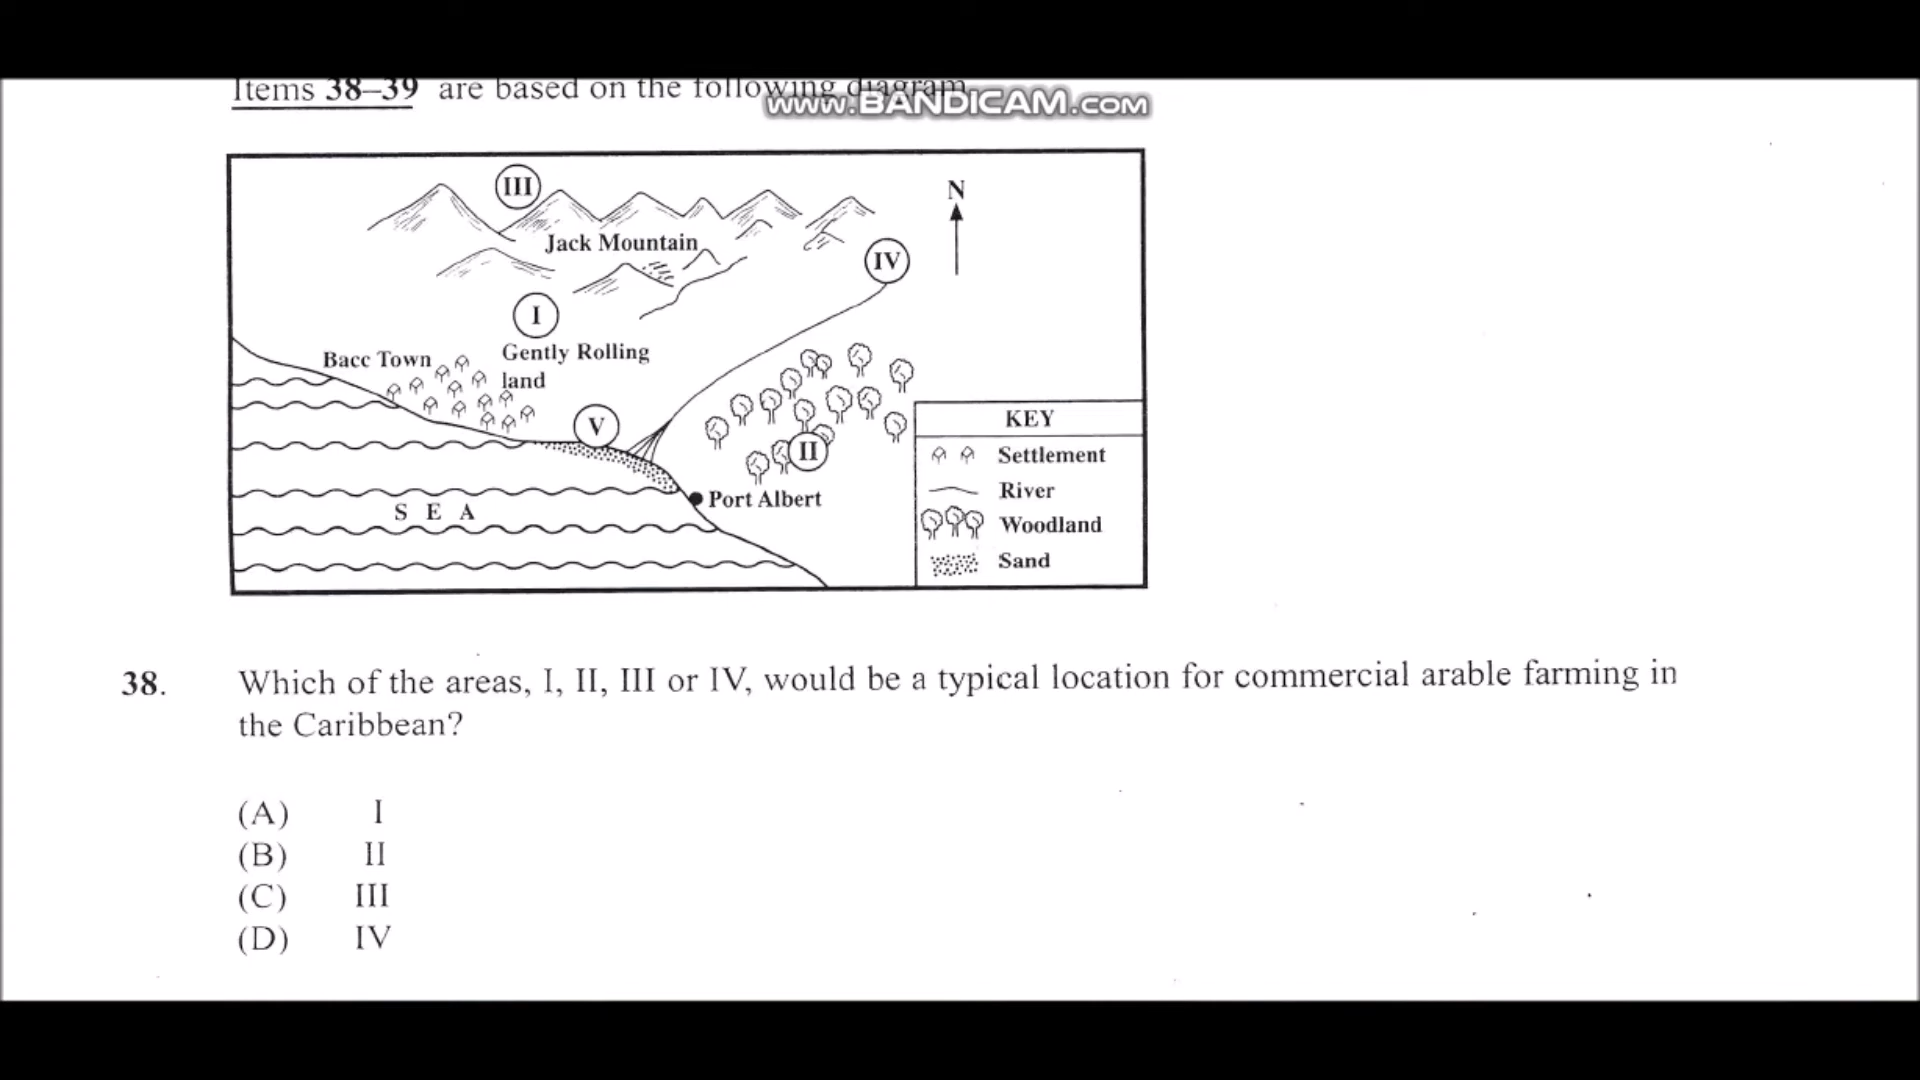 Items 38–39 are based on the following diagram
www.BANDICAM.com
III
N
Jack Mountain
IV
I
Bacc Town
Gently Rolling
land
V
KEY
II
Settlement
Port Albert
River
S E A
Woodland
Sand
38. Which of the areas, I, II, III or IV, would be a typical location for commercial arable farming in
the Caribbean?
(A) I
(B) II
(C) III
(D) IV